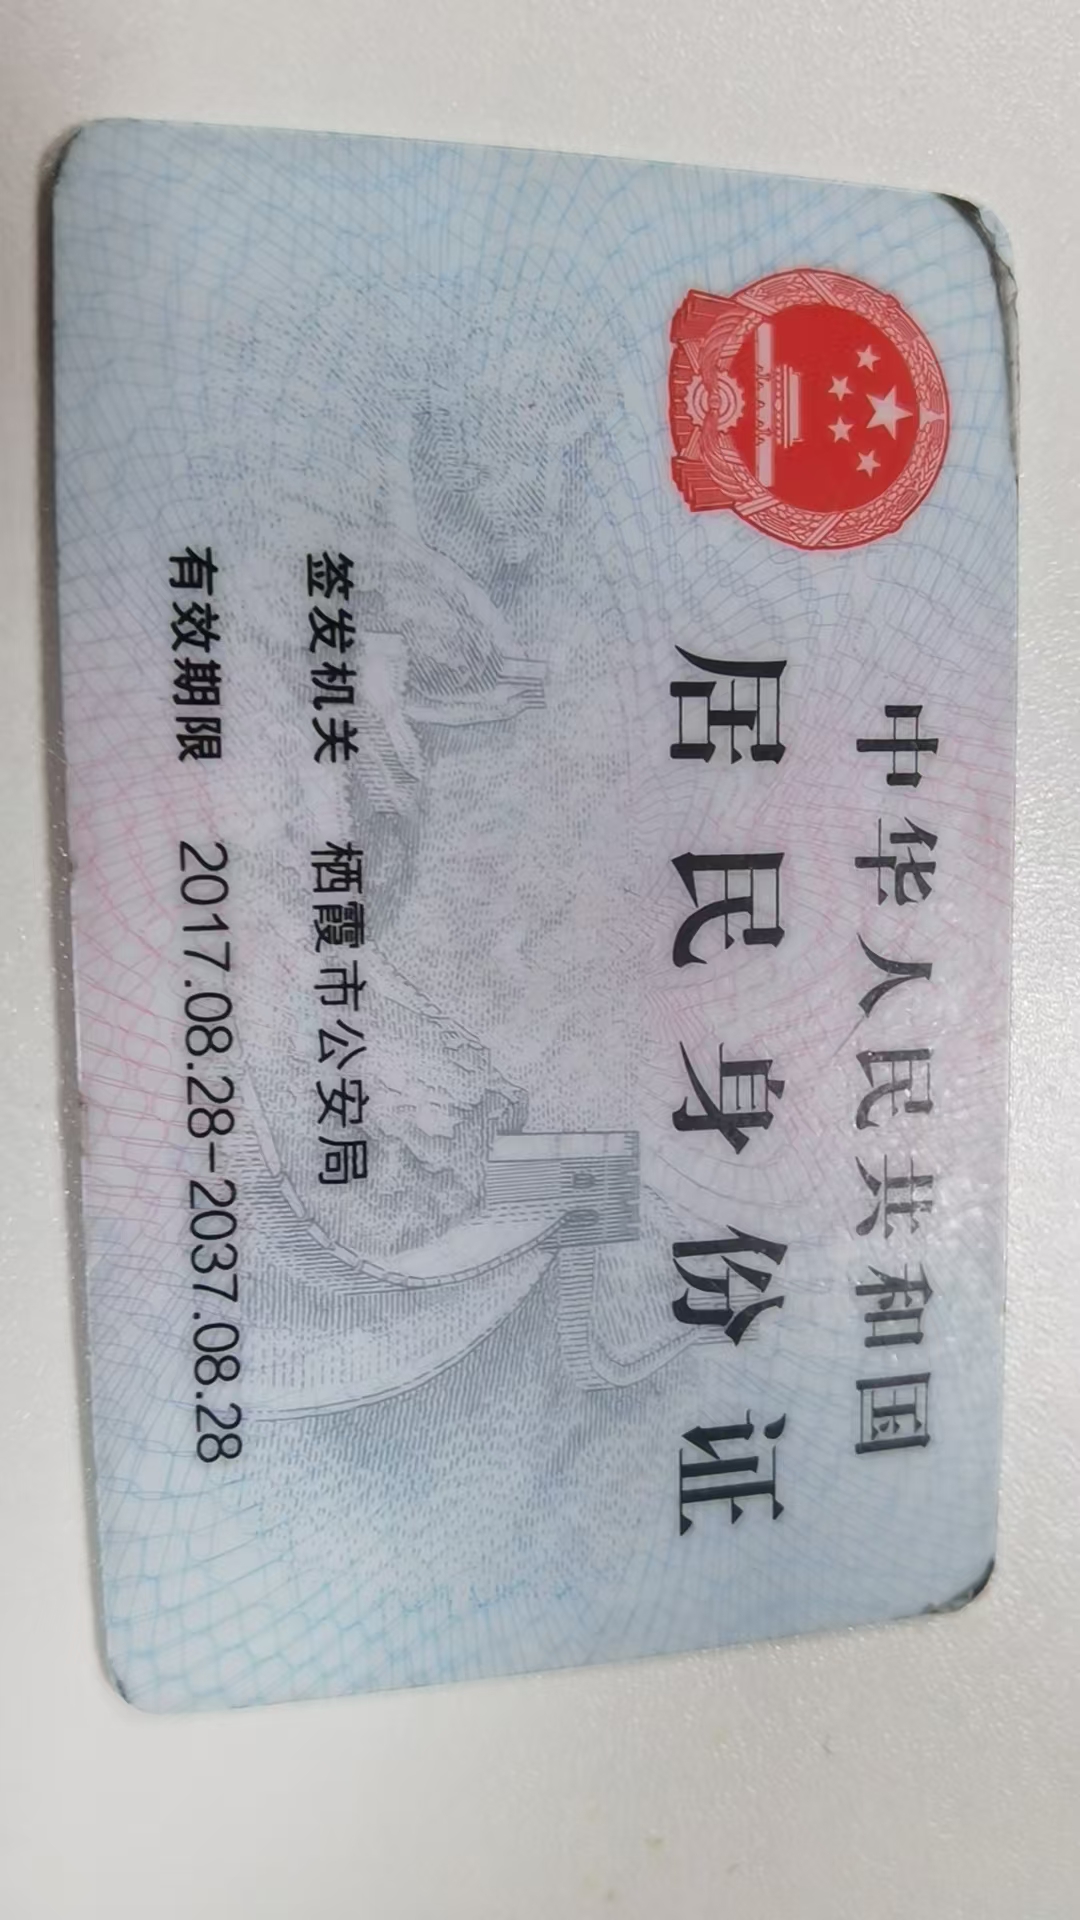 中华人民共和国
居民身份证
签发机关 栖霞市公安局
有效期限 2017.08.28-2037.08.28